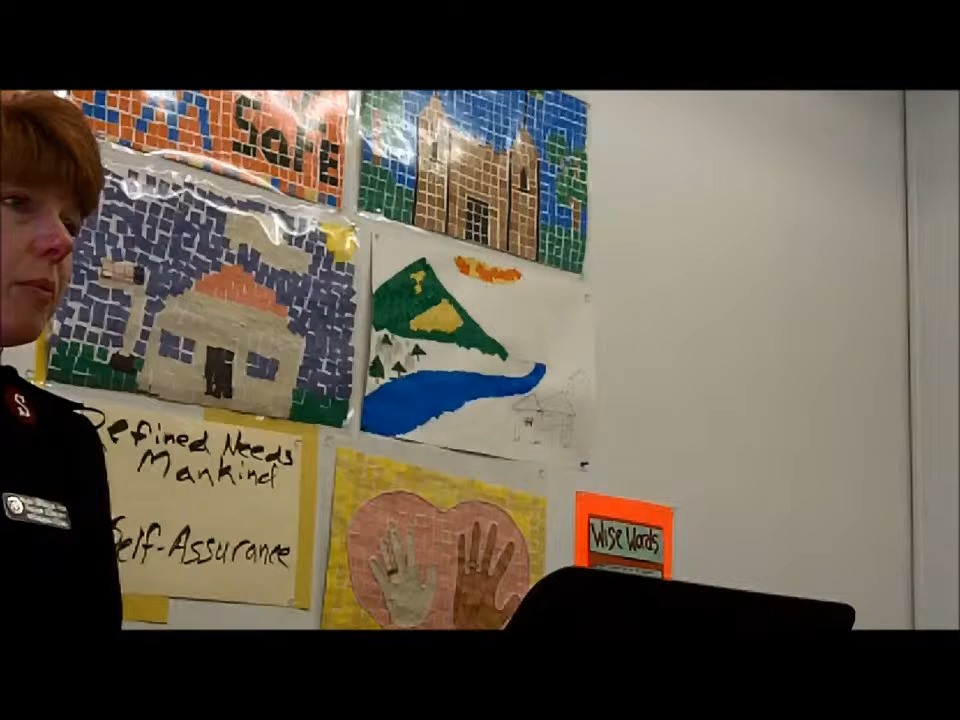 Safe
Refined Needs
Mankind
Self-Assurance
Wise Words
S